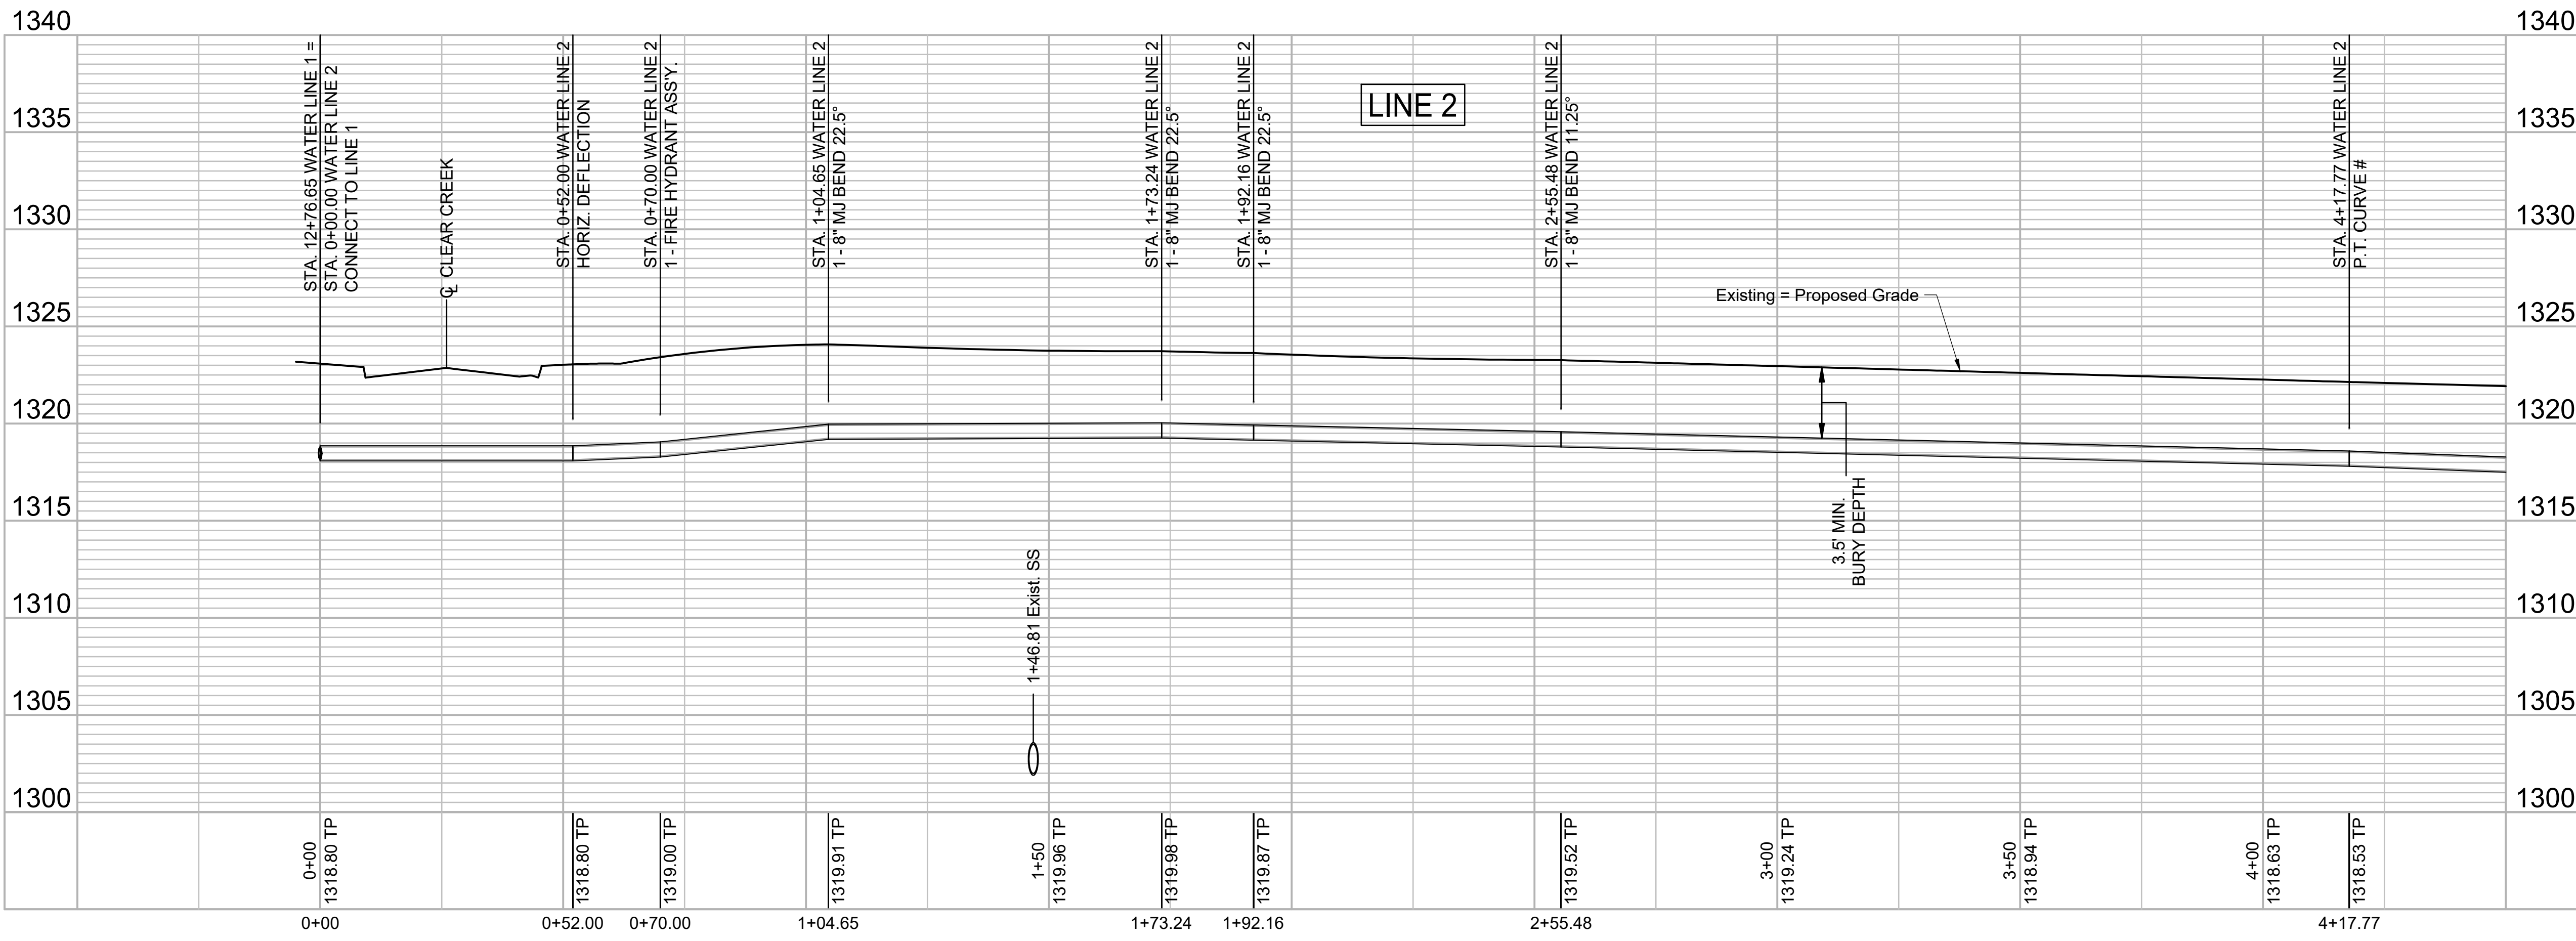 1340
1340
STA. 12+76.65 WATER LINE 1 =
STA. 0+00.00 WATER LINE 2
CONNECT TO LINE 1
℄ CLEAR CREEK
STA. 0+52.00 WATER LINE 2
HORIZ. DEFLECTION
STA. 0+70.00 WATER LINE 2
1 - FIRE HYDRANT ASS'Y.
STA. 1+04.65 WATER LINE 2
1 - 8" MJ BEND 22.5°
STA. 1+73.24 WATER LINE 2
1 - 8" MJ BEND 22.5°
STA. 1+92.16 WATER LINE 2
1 - 8" MJ BEND 22.5°
LINE 2
STA. 2+55.48 WATER LINE 2
1 - 8" MJ BEND 11.25°
STA. 4+17.77 WATER LINE 2
P.T. CURVE #
1335
1335
1330
1330
Existing = Proposed Grade
1325
1325
1320
1320
1315
1315
3.5' MIN.
BURY DEPTH
1+46.81 Exist. SS
1310
1310
1305
1305
1300
1300
0+00
1318.80 TP
1318.80 TP
1319.00 TP
1319.91 TP
1+50
1319.96 TP
1319.98 TP
1319.87 TP
1319.52 TP
3+00
1319.24 TP
3+50
1318.94 TP
4+00
1318.63 TP
1318.53 TP
0+00
0+52.00
0+70.00
1+04.65
1+73.24
1+92.16
2+55.48
4+17.77